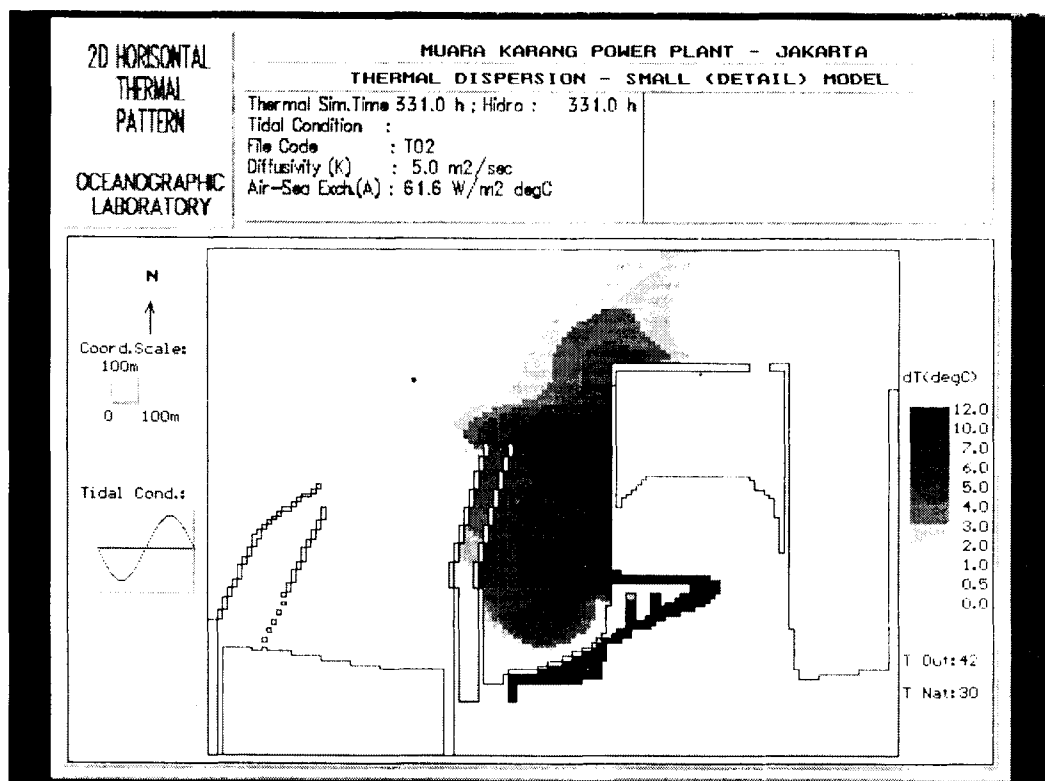 2D HORISONTAL
THERMAL
PATTERN
OCEANOGRAPHIC
LABORATORY
MUARA KARANG POWER PLANT - JAKARTA
THERMAL DISPERSION - SMALL (DETAIL) MODEL
Thermal Sim.Time 331.0 h ; Hidro : 331.0 h
Tidal Condition :
File Code : T02
Diffusivity (K) : 5.0 m2/sec
Air-Sea Exch.(A) : 61.6 W/m2 degC
N
Coord.Scale:
100m
0 100m
Tidal Cond.:
dT(degC)
12.0
10.0
7.0
6.0
5.0
4.0
3.0
2.0
1.0
0.5
0.0
T Out:42
T Nat:30